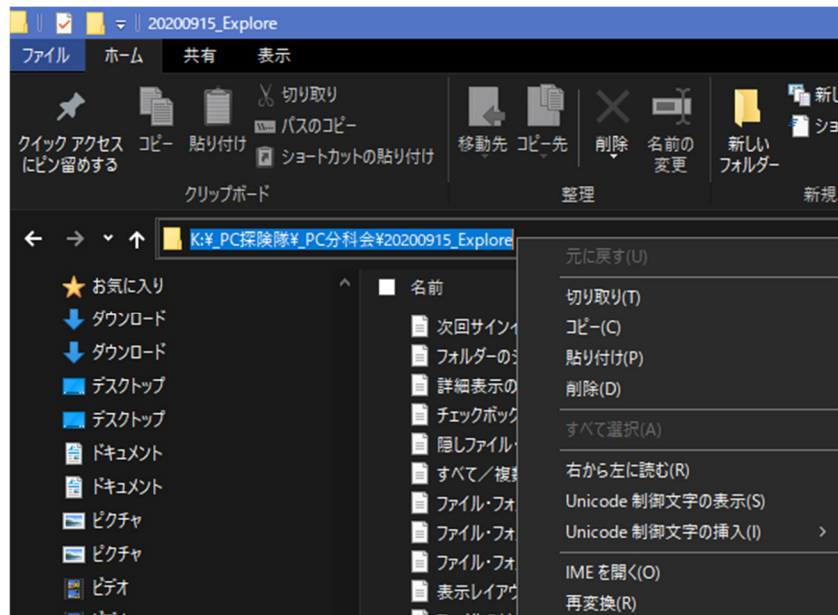 20200915_Explore
ファイル ホーム 共有 表示
クイック アクセス
にピン留めする
コピー
貼り付け
切り取り
パスのコピー
ショートカットの貼り付け
クリップボード
移動先
コピー先
削除
名前の
変更
整理
新しい
フォルダー
新し
ショ
新規
K:¥_PC探険隊¥_PC分科会¥20200915_Explore
お気に入り
ダウンロード
ダウンロード
デスクトップ
デスクトップ
ドキュメント
ドキュメント
ピクチャ
ピクチャ
ビデオ
名前
次回サインイ
フォルダーの
詳細表示の
チェックボック
隠しファイル・
すべて／複
ファイル・フォ
ファイル・フォ
ファイル・フォ
表示レイアウ
元に戻す(U)
切り取り(T)
コピー(C)
貼り付け(P)
削除(D)
すべて選択(A)
右から左に読む(R)
Unicode 制御文字の表示(S)
Unicode 制御文字の挿入(I)
IME を開く(O)
再変換(R)